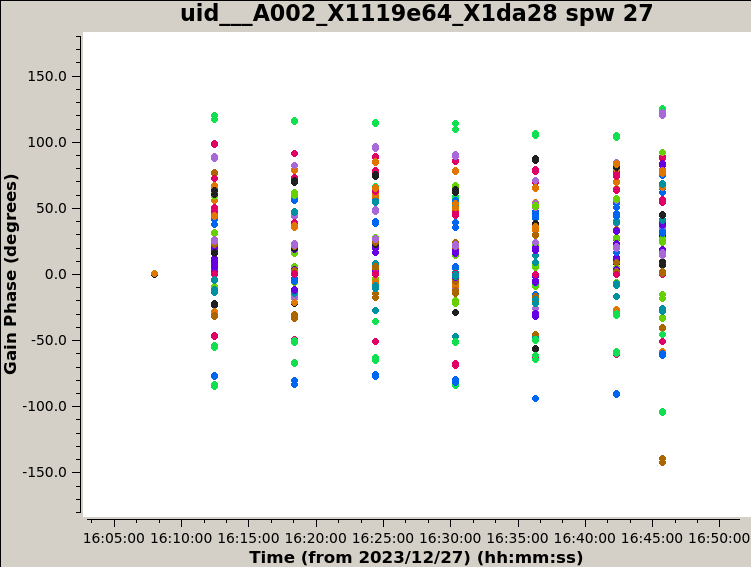 uid___A002_X1119e64_X1da28 spw 27
Gain Phase (degrees)
150.0
100.0
50.0
0.0
-50.0
-100.0
-150.0
16:05:00 16:10:00 16:15:00 16:20:00 16:25:00 16:30:00 16:35:00 16:40:00 16:45:00 16:50:00
Time (from 2023/12/27) (hh:mm:ss)